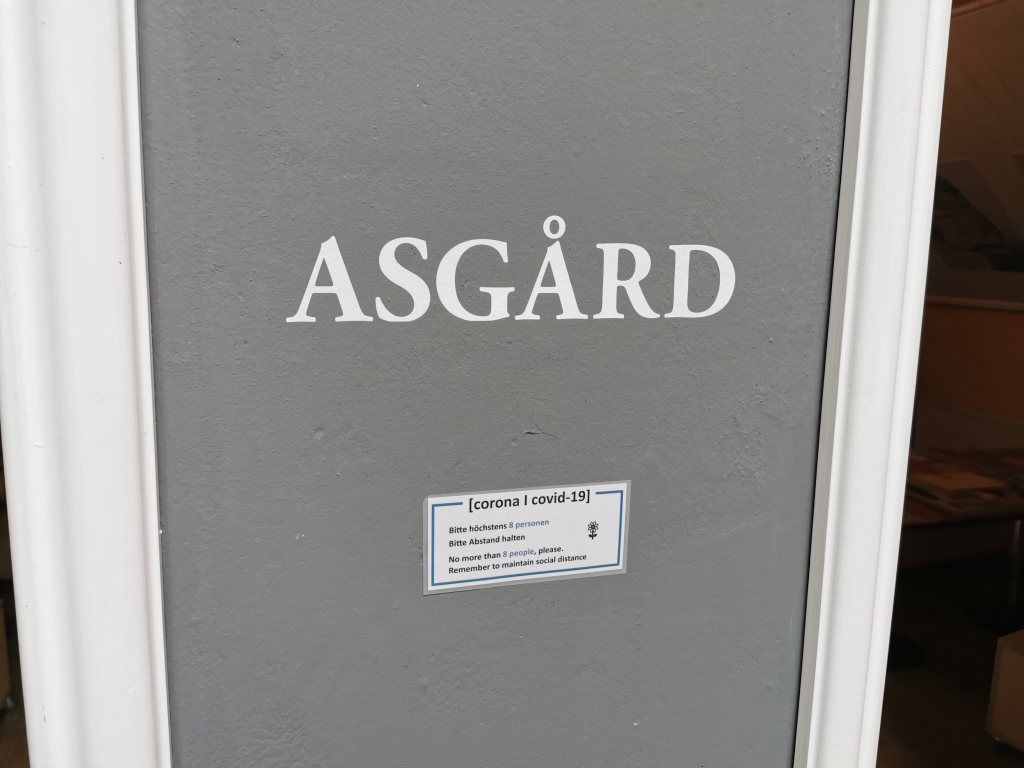 ASGÅRD
[corona I covid-19]
Bitte höchstens 8 personen
Bitte Abstand halten
No more than 8 people, please.
Remember to maintain social distance